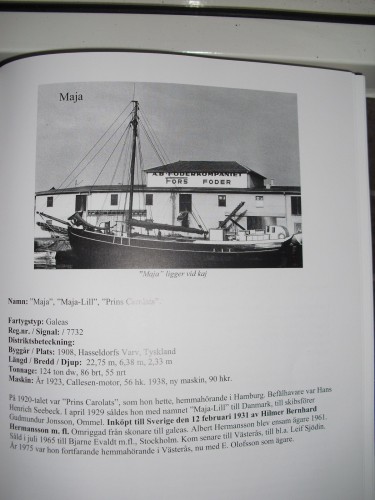 Maja
A.B. FODERKOMPANIET
FORS FODER
"Maja" ligger vid kaj
Namn: "Maja", "Maja-Lill", "Prins Carolats"
Fartygstyp: Galeas
Reg.nr. / Signal: / 7732
Distriktsbeteckning:
Byggår / Plats: 1908, Hasseldorfs Varv, Tyskland
Längd / Bredd / Djup: 22,75 m, 6,38 m, 2,33 m
Tonnage: 124 ton dw, 86 brt, 55 nrt
Maskin: År 1923, Callesen-motor, 56 hk. 1938, ny maskin, 90 hkr.
På 1920-talet var "Prins Carolats", som hon hette, hemmahörande i Hamburg. Befälhavare var Hans
Henrich Seebeck. I april 1929 såldes hon med namnet "Maja-Lill" till Danmark, till skibsförer
Gudmundur Jonsson, Ommel. Inköpt till Sverige den 12 februari 1931 av Hilmer Bernhard
Hermansson m. fl. Omriggad från skonare till galeas. Albert Hermansson blev ensam ägare 1961.
Såld i juli 1965 till Bjarne Evaldt m.fl., Stockholm. Kom senare till Västerås, till bl.a. Leif Sjödin.
År 1975 var hon fortfarande hemmahörande i Västerås, nu med E. Olofsson som ägare.